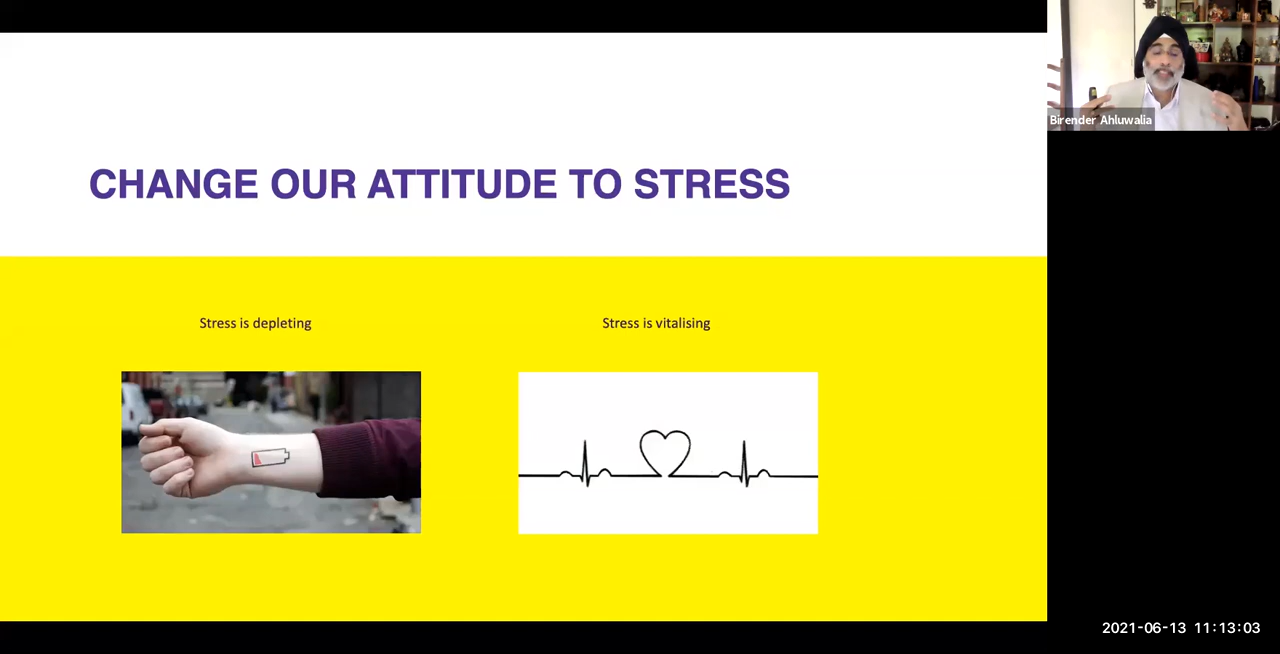 CHANGE OUR ATTITUDE TO STRESS
Stress is depleting
Stress is vitalising
Birender Ahluwalia
2021-06-13 11:13:03